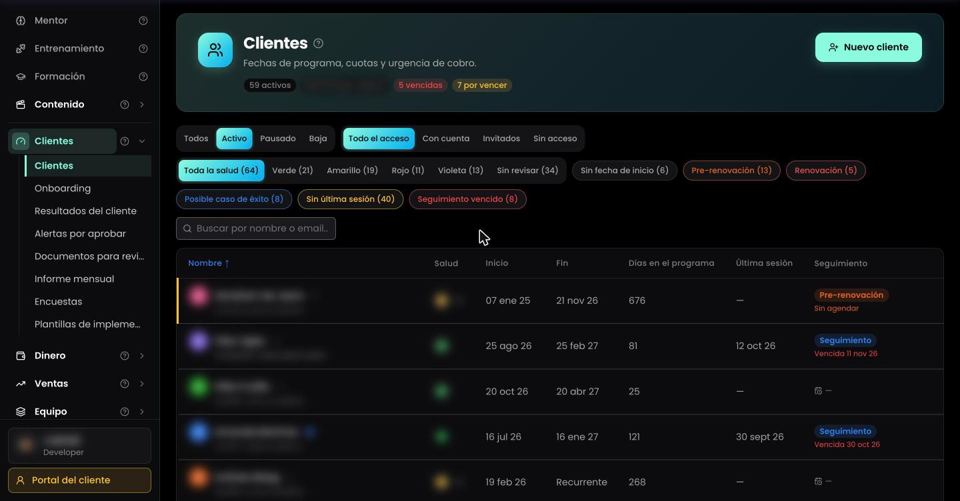 Mentor
Entrenamiento
Formación
Contenido
Clientes
Clientes
Onboarding
Resultados del cliente
Alertas por aprobar
Documentos para revi...
Informe mensual
Encuestas
Plantillas de impleme...
Dinero
Ventas
Equipo
Developer
Portal del cliente
Clientes
Fechas de programa, cuotas y urgencia de cobro.
59 activos 5 vencidas 7 por vencer
Nuevo cliente
Todos Activo Pausado Baja Todo el acceso Con cuenta Invitados Sin acceso
Toda la salud (64) Verde (21) Amarillo (19) Rojo (11) Violeta (13) Sin revisar (34) Sin fecha de inicio (6) Pre-renovación (13) Renovación (5)
Posible caso de éxito (8) Sin última sesión (40) Seguimiento vencido (8)
Buscar por nombre o email..
Nombre ↑ Salud Inicio Fin Días en el programa Última sesión Seguimiento
07 ene 25 21 nov 26 676 — Pre-renovación
Sin agendar
25 ago 26 25 feb 27 81 12 oct 26 Seguimiento
Vencida 11 nov 26
20 oct 26 20 abr 27 25 — —
16 jul 26 16 ene 27 121 30 sept 26 Seguimiento
Vencida 30 oct 26
19 feb 26 Recurrente 268 — —